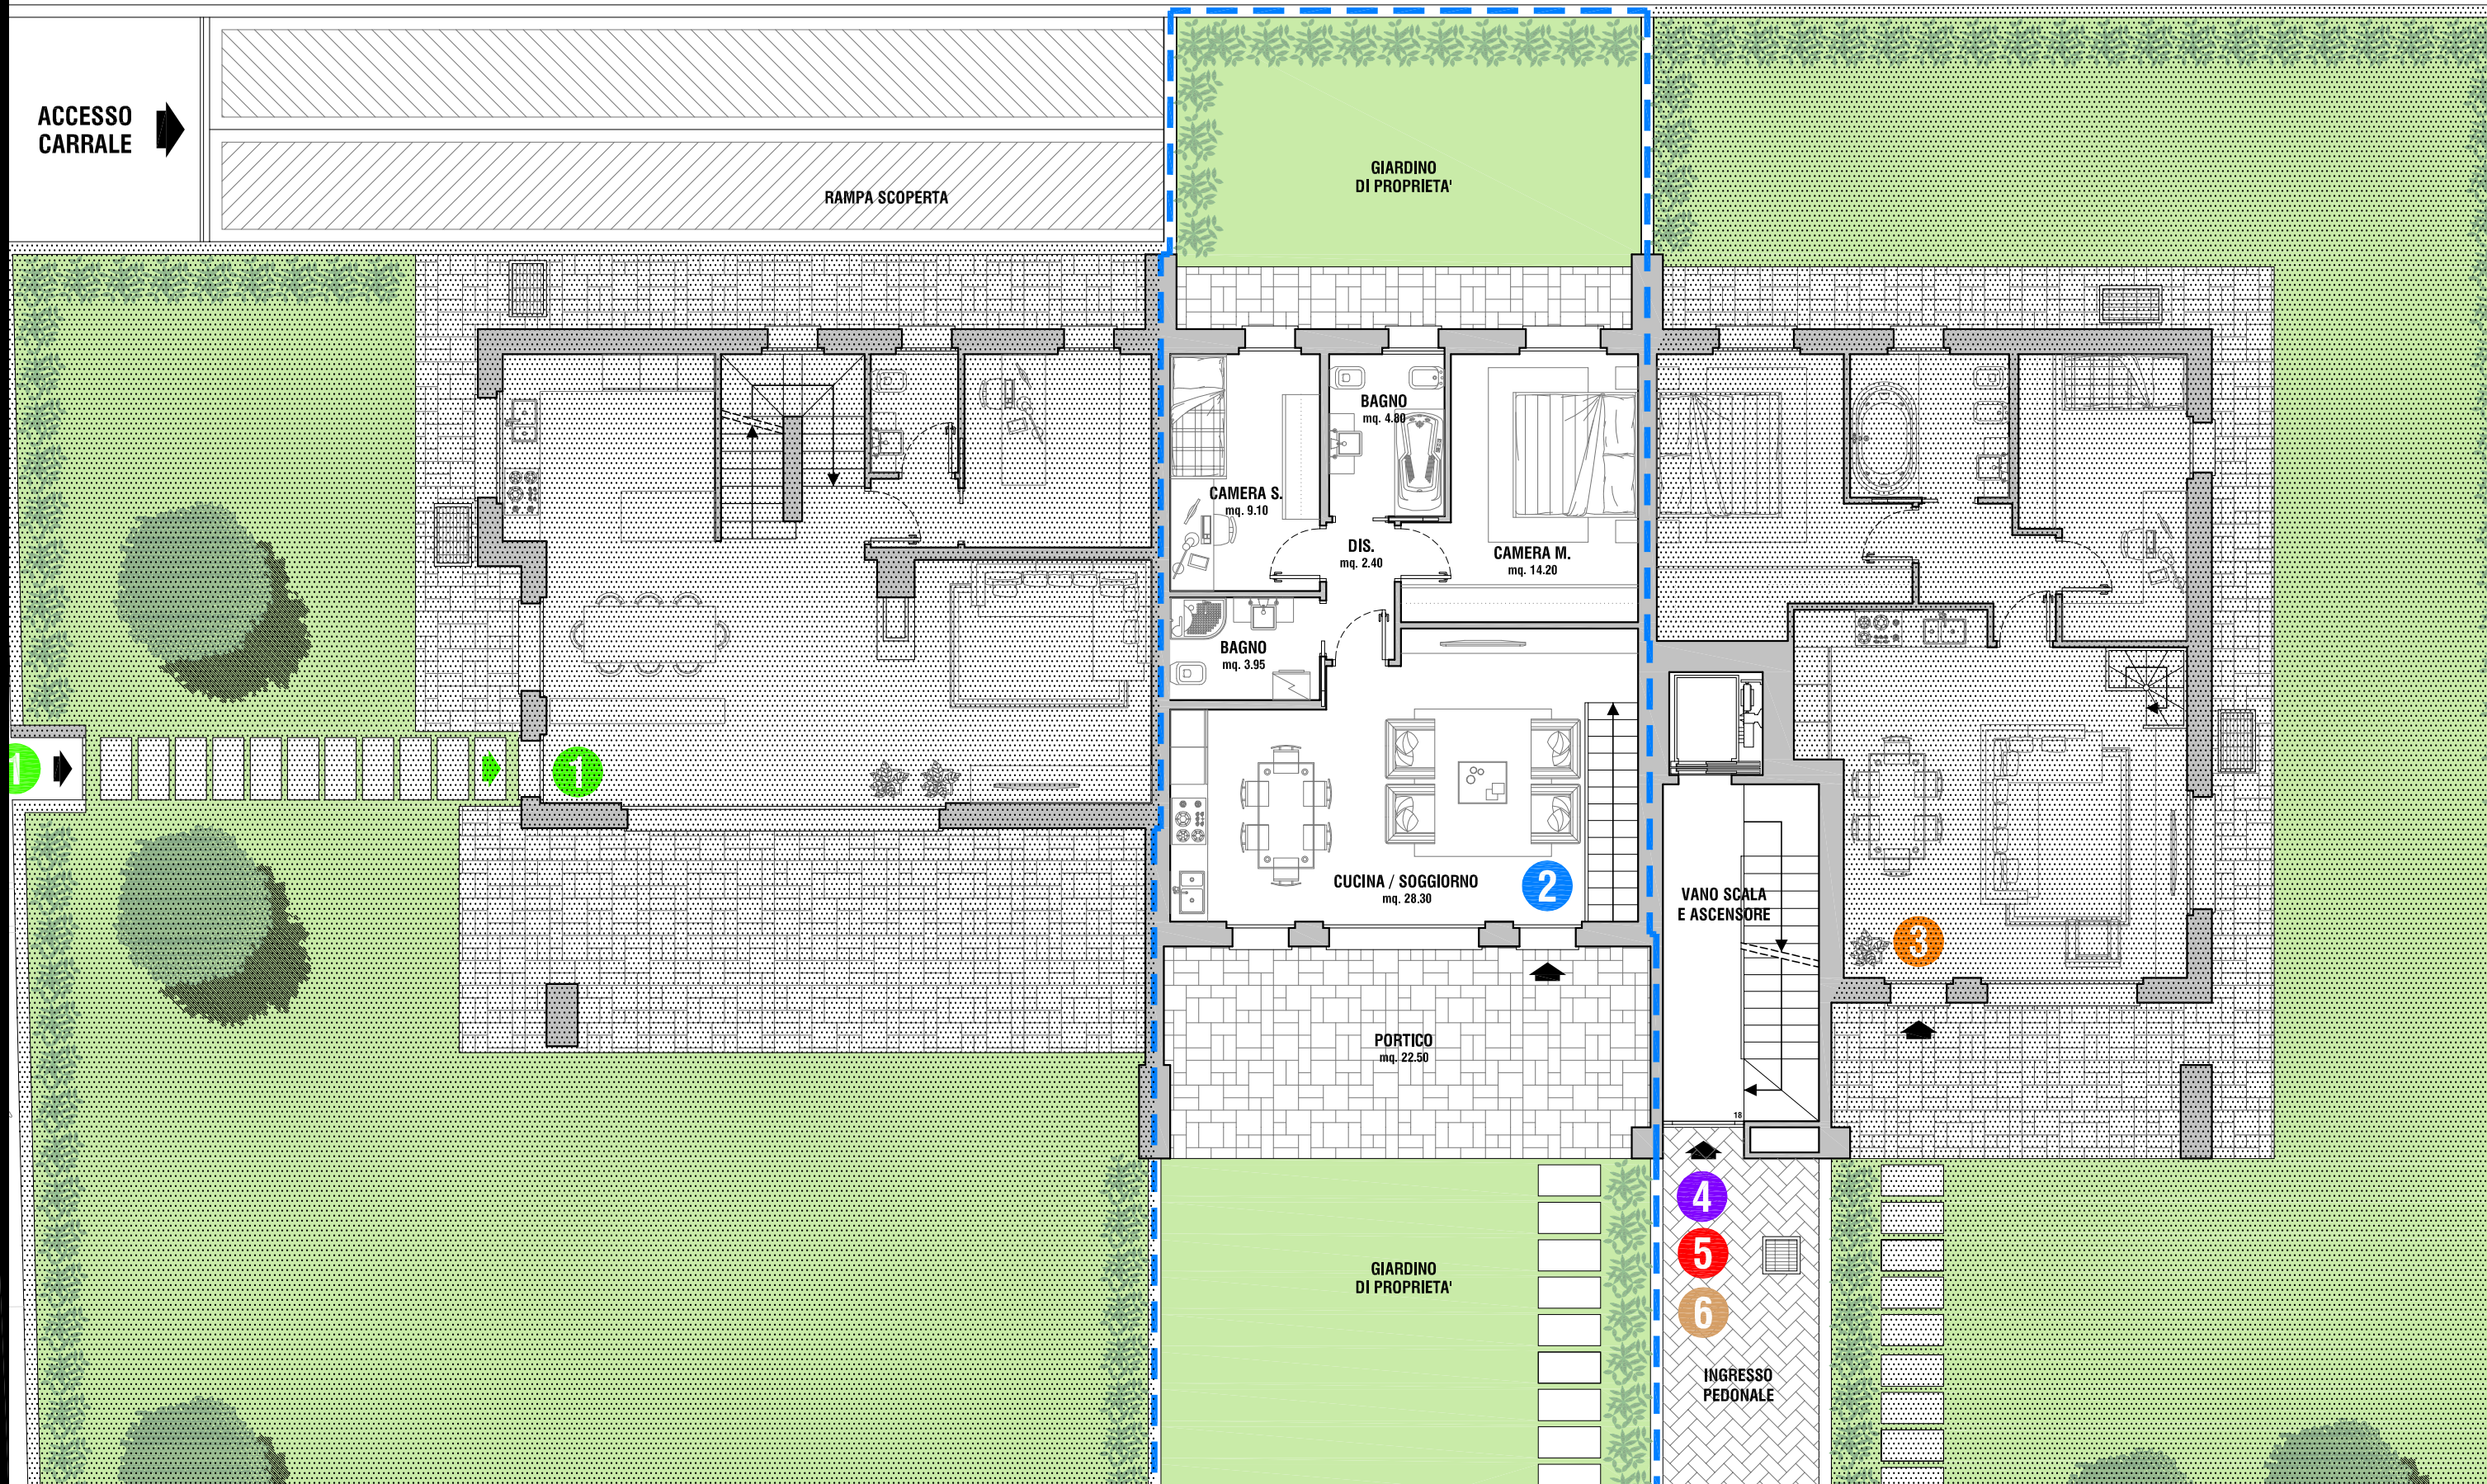 ACCESSO
CARRALE
RAMPA SCOPERTA
GIARDINO
DI PROPRIETA'
BAGNO
mq. 4.80
CAMERA S.
mq. 9.10
DIS.
mq. 2.40
CAMERA M.
mq. 14.20
BAGNO
mq. 3.95
1
1
CUCINA / SOGGIORNO
mq. 28.30
2
VANO SCALA
E ASCENSORE
3
PORTICO
mq. 22.50
18
4
5
6
GIARDINO
DI PROPRIETA'
INGRESSO
PEDONALE